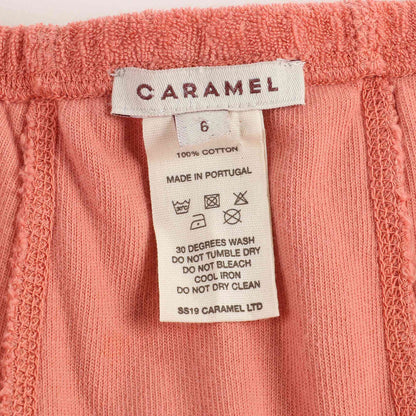 CARAMEL
6
100% COTTON
MADE IN PORTUGAL
30°C
30 DEGREES WASH
DO NOT TUMBLE DRY
DO NOT BLEACH
COOL IRON
DO NOT DRY CLEAN
SS19 CARAMEL LTD